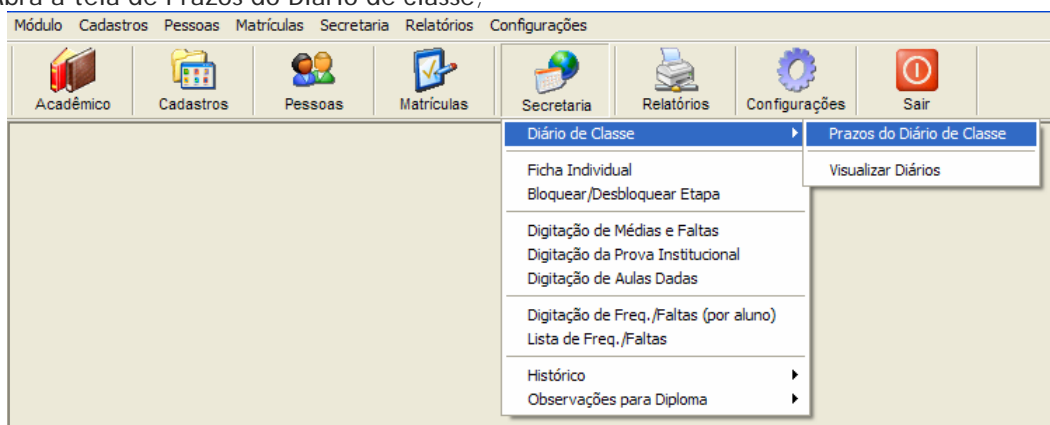 Abra a tela de Prazos do Diário de classe;
Módulo Cadastros Pessoas Matrículas Secretaria Relatórios Configurações
Acadêmico Cadastros Pessoas Matrículas Secretaria Relatórios Configurações Sair
Diário de Classe
Prazos do Diário de Classe
Visualizar Diários
Ficha Individual
Bloquear/Desbloquear Etapa
Digitação de Médias e Faltas
Digitação da Prova Institucional
Digitação de Aulas Dadas
Digitação de Freq./Faltas (por aluno)
Lista de Freq./Faltas
Histórico
Observações para Diploma